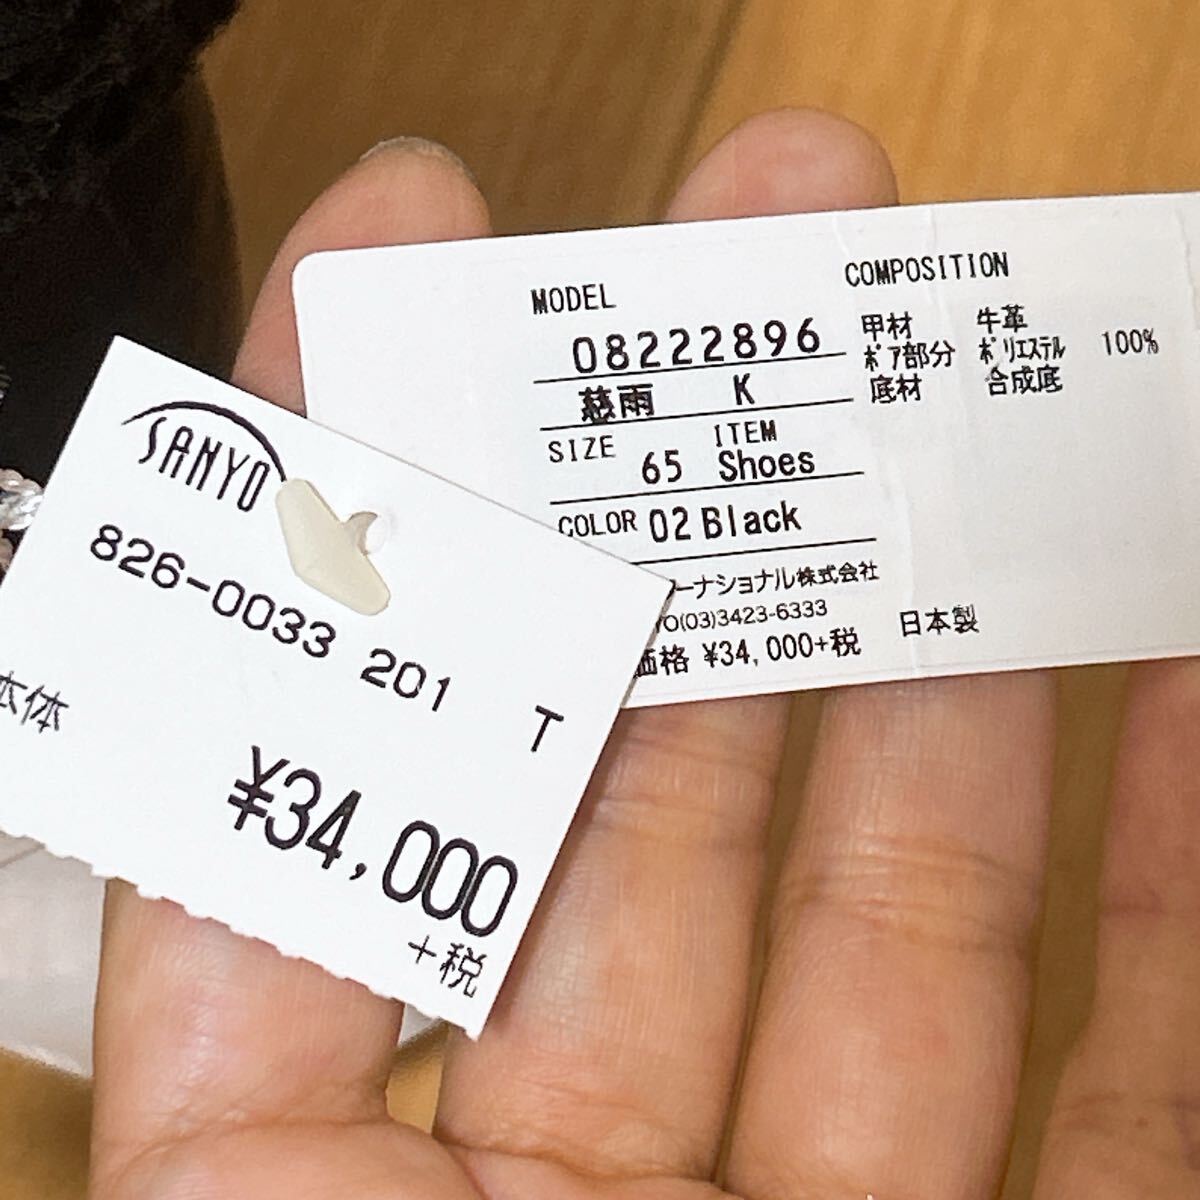 MODEL
08222896
慈雨 K
SIZE 65
ITEM Shoes
COLOR 02 Black
ーナショナル株式会社
YO(03)3423-6333
価格 ¥34,000+税
日本製
COMPOSITION
甲材 牛革
ﾎﾞｱ部分 ﾎﾟﾘｴｽﾃﾙ 100%
底材 合成底
SANYO
826-0033 201 T
本体
¥34,000
+税